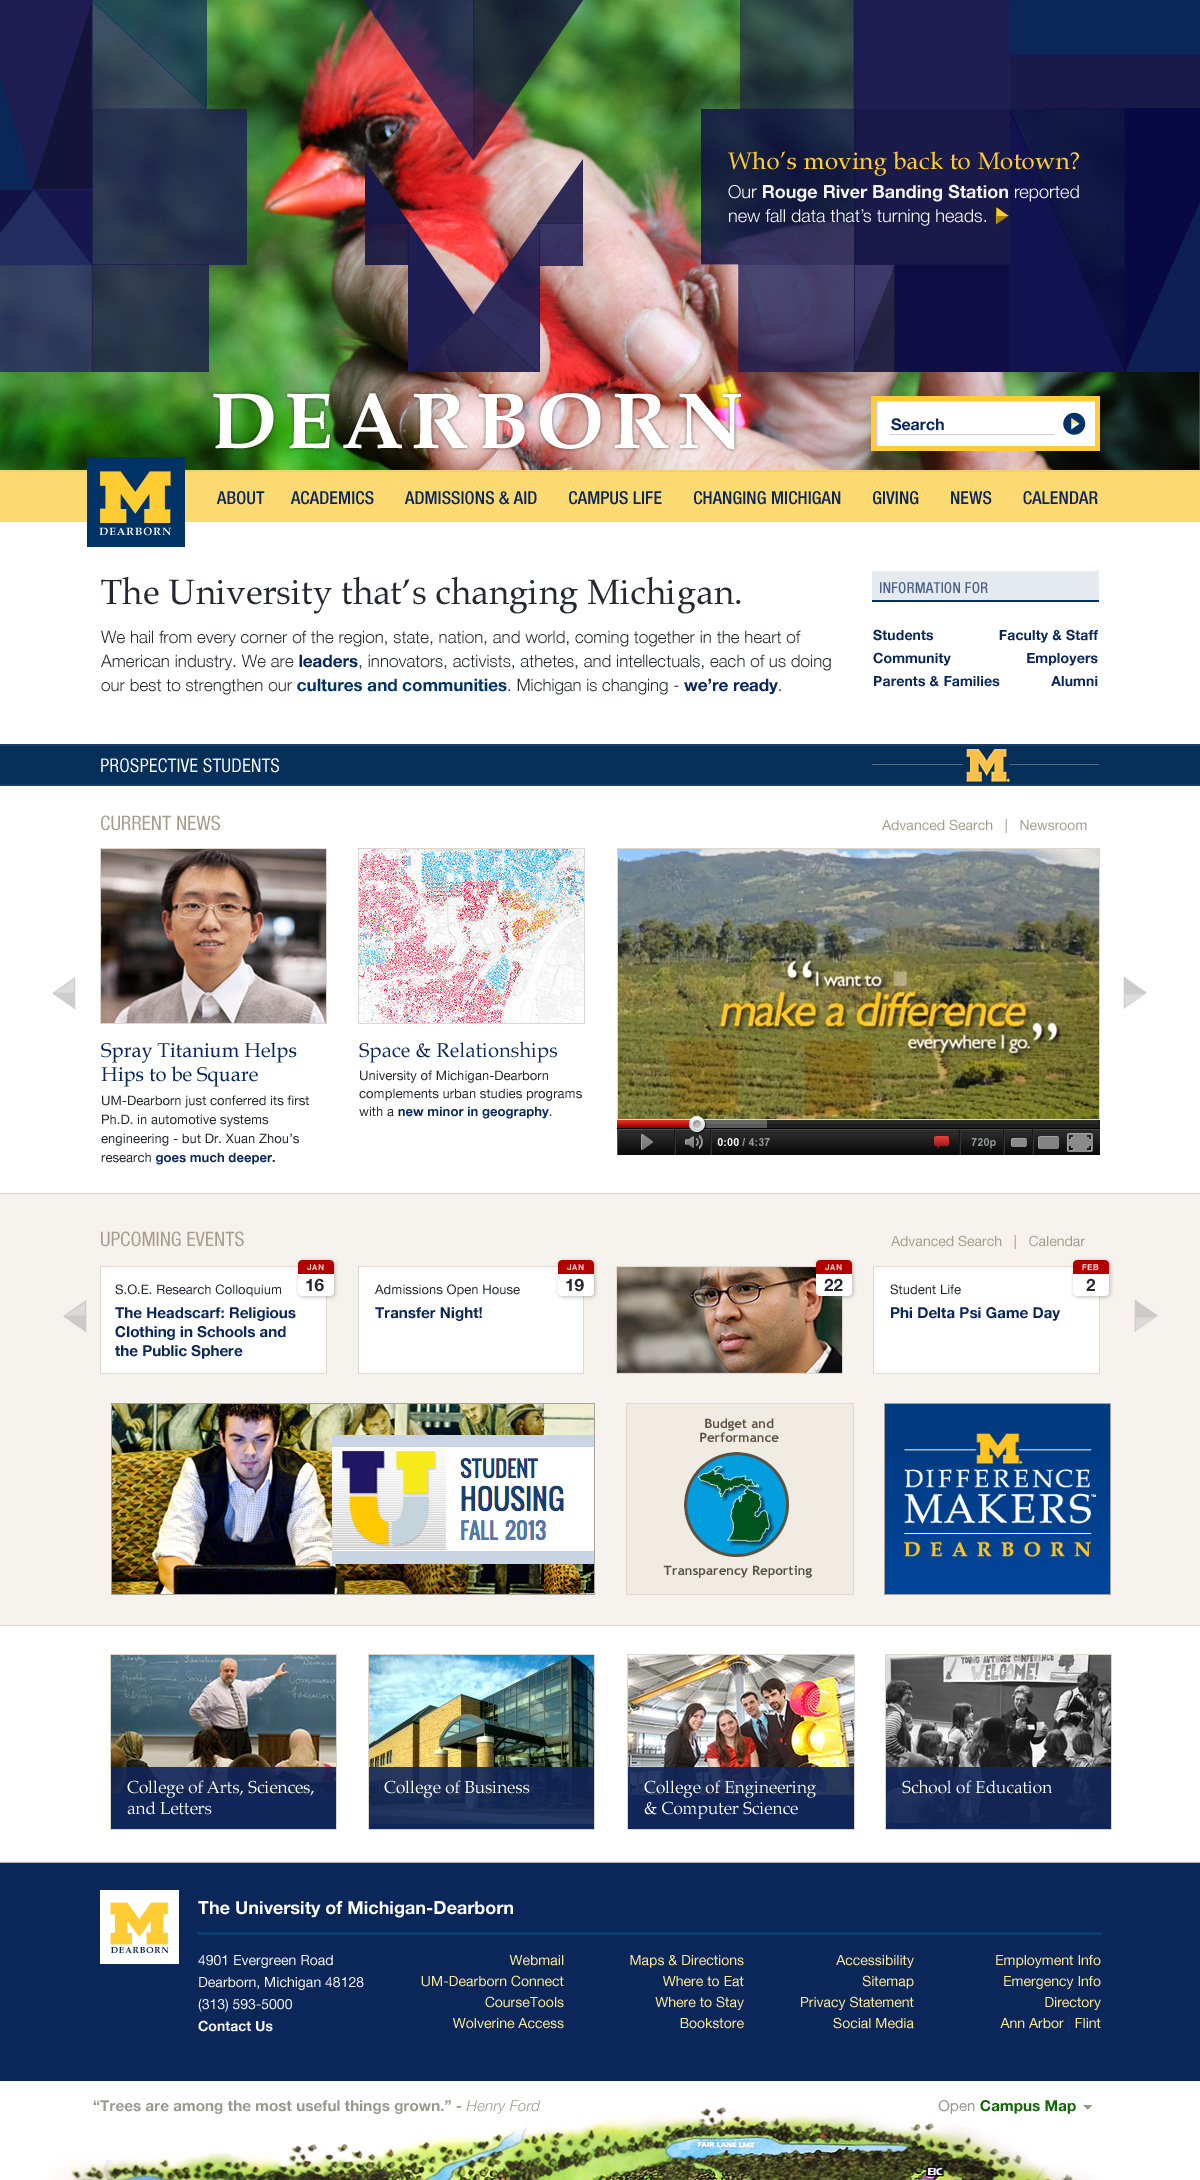 Who's moving back to Motown?
Our Rouge River Banding Station reported
new fall data that's turning heads.
DEARBORN
Search
M
DEARBORN
ABOUT
ACADEMICS
ADMISSIONS & AID
CAMPUS LIFE
CHANGING MICHIGAN
GIVING
NEWS
CALENDAR
The University that's changing Michigan.
We hail from every corner of the region, state, nation, and world, coming together in the heart of
American industry. We are leaders, innovators, activists, athetes, and intellectuals, each of us doing
our best to strengthen our cultures and communities. Michigan is changing - we're ready.
INFORMATION FOR
Students
Faculty & Staff
Community
Employers
Parents & Families
Alumni
PROSPECTIVE STUDENTS
M
CURRENT NEWS
Advanced Search | Newsroom
Spray Titanium Helps
Hips to be Square
UM-Dearborn just conferred its first
Ph.D. in automotive systems
engineering - but Dr. Xuan Zhou's
research goes much deeper.
Space & Relationships
University of Michigan-Dearborn
complements urban studies programs
with a new minor in geography.
“I want to
make a difference
everywhere I go.”
0:00 / 4:37
720p
UPCOMING EVENTS
Advanced Search | Calendar
JAN
16
S.O.E. Research Colloquium
The Headscarf: Religious
Clothing in Schools and
the Public Sphere
JAN
19
Admissions Open House
Transfer Night!
JAN
22
FEB
2
Student Life
Phi Delta Psi Game Day
U
STUDENT
HOUSING
FALL 2013
Budget and
Performance
Transparency Reporting
M
DIFFERENCE
MAKERS™
DEARBORN
College of Arts, Sciences,
and Letters
College of Business
College of Engineering
& Computer Science
YOUNG AUTHORS CONFERENCE
WELCOME!
School of Education
M
DEARBORN
The University of Michigan-Dearborn
4901 Evergreen Road
Dearborn, Michigan 48128
(313) 593-5000
Contact Us
Webmail
UM-Dearborn Connect
CourseTools
Wolverine Access
Maps & Directions
Where to Eat
Where to Stay
Bookstore
Accessibility
Sitemap
Privacy Statement
Social Media
Employment Info
Emergency Info
Directory
Ann Arbor | Flint
“Trees are among the most useful things grown.” - Henry Ford
Open Campus Map
FAIR LANE LAKE
EIC